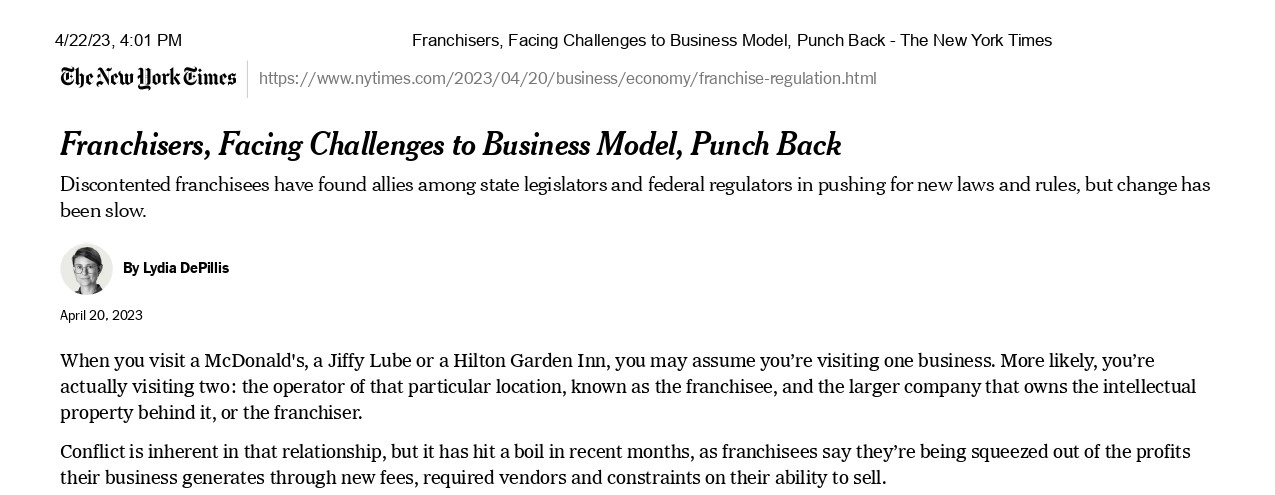 4/22/23, 4:01 PM Franchisers, Facing Challenges to Business Model, Punch Back - The New York Times
The New York Times https://www.nytimes.com/2023/04/20/business/economy/franchise-regulation.html
Franchisers, Facing Challenges to Business Model, Punch Back
Discontented franchisees have found allies among state legislators and federal regulators in pushing for new laws and rules, but change has
been slow.
By Lydia DePillis
April 20, 2023
When you visit a McDonald's, a Jiffy Lube or a Hilton Garden Inn, you may assume you’re visiting one business. More likely, you’re
actually visiting two: the operator of that particular location, known as the franchisee, and the larger company that owns the intellectual
property behind it, or the franchiser.
Conflict is inherent in that relationship, but it has hit a boil in recent months, as franchisees say they’re being squeezed out of the profits
their business generates through new fees, required vendors and constraints on their ability to sell.